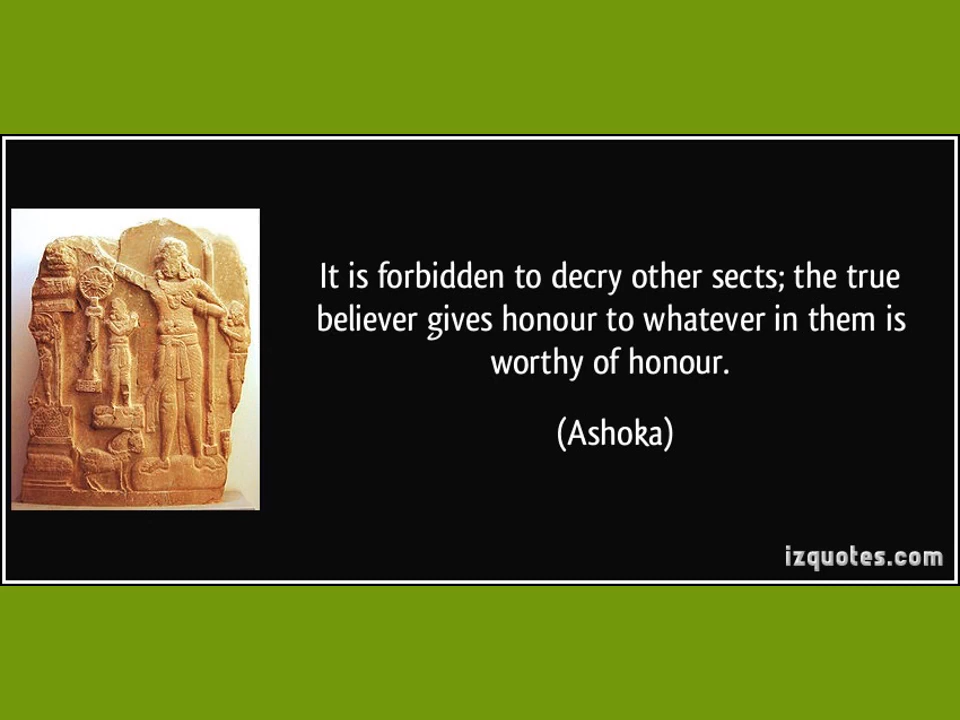 It is forbidden to decry other sects; the true
believer gives honour to whatever in them is
worthy of honour.
(Ashoka)
izquotes.com